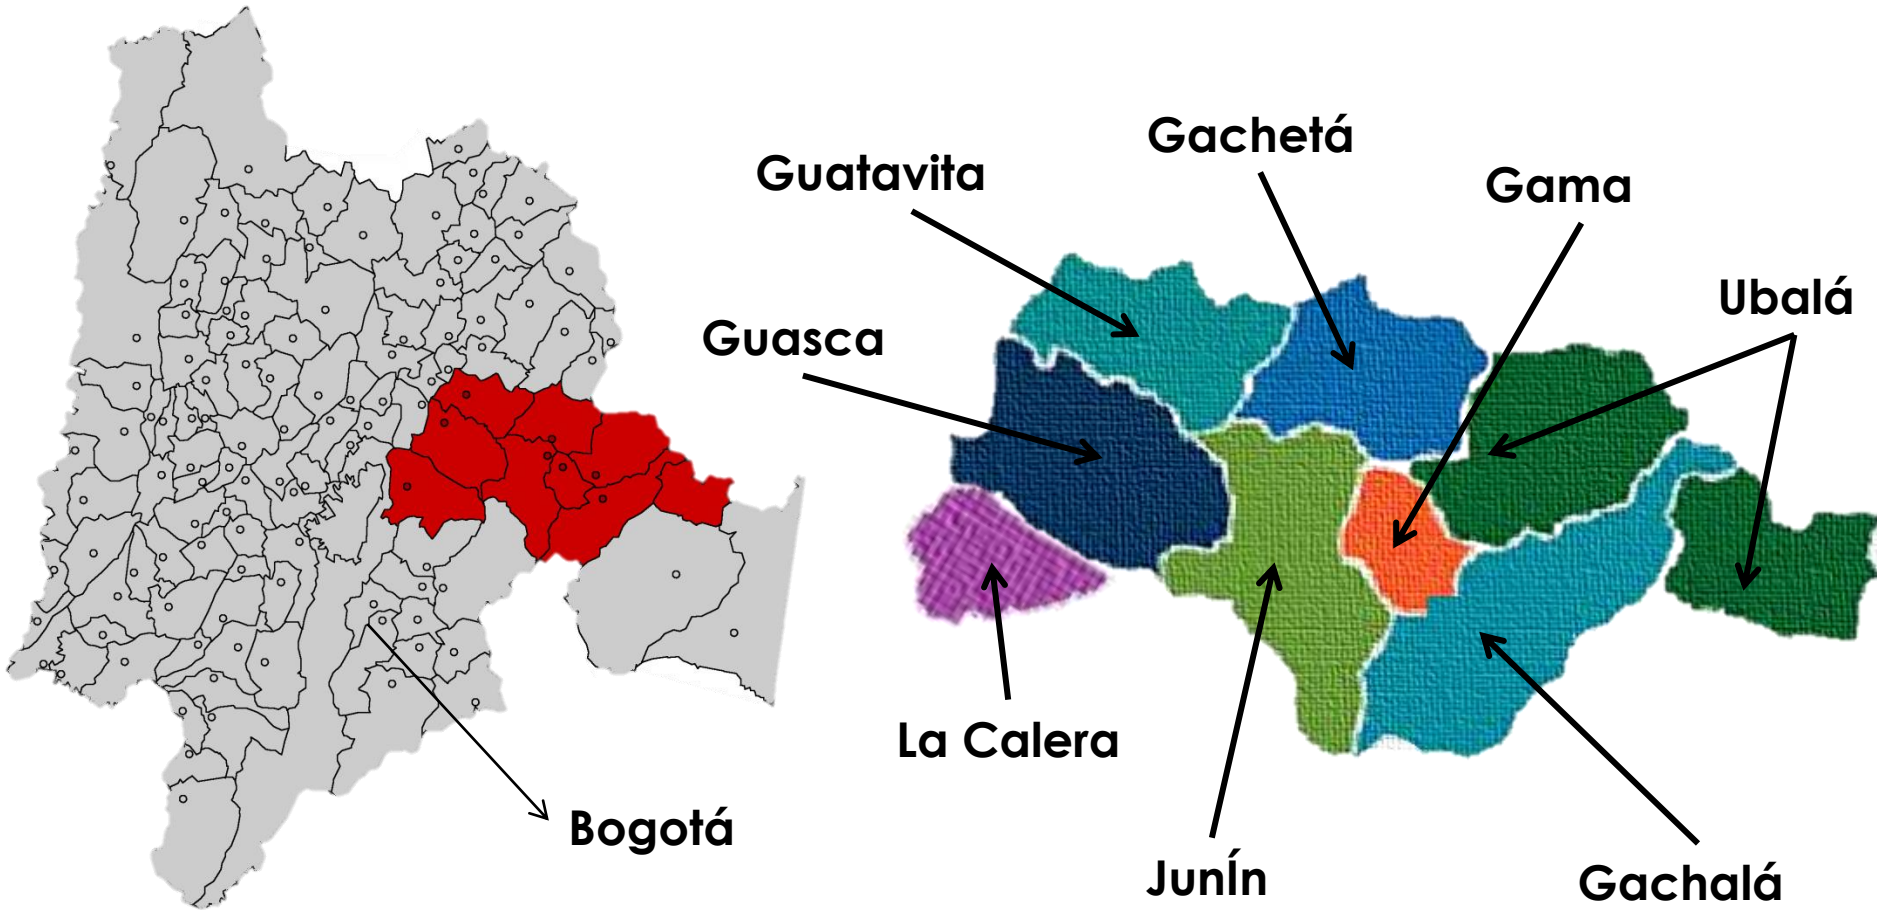 Gachetá
Guatavita
Gama
Ubalá
Guasca
La Calera
Bogotá
JunÍn
Gachalá